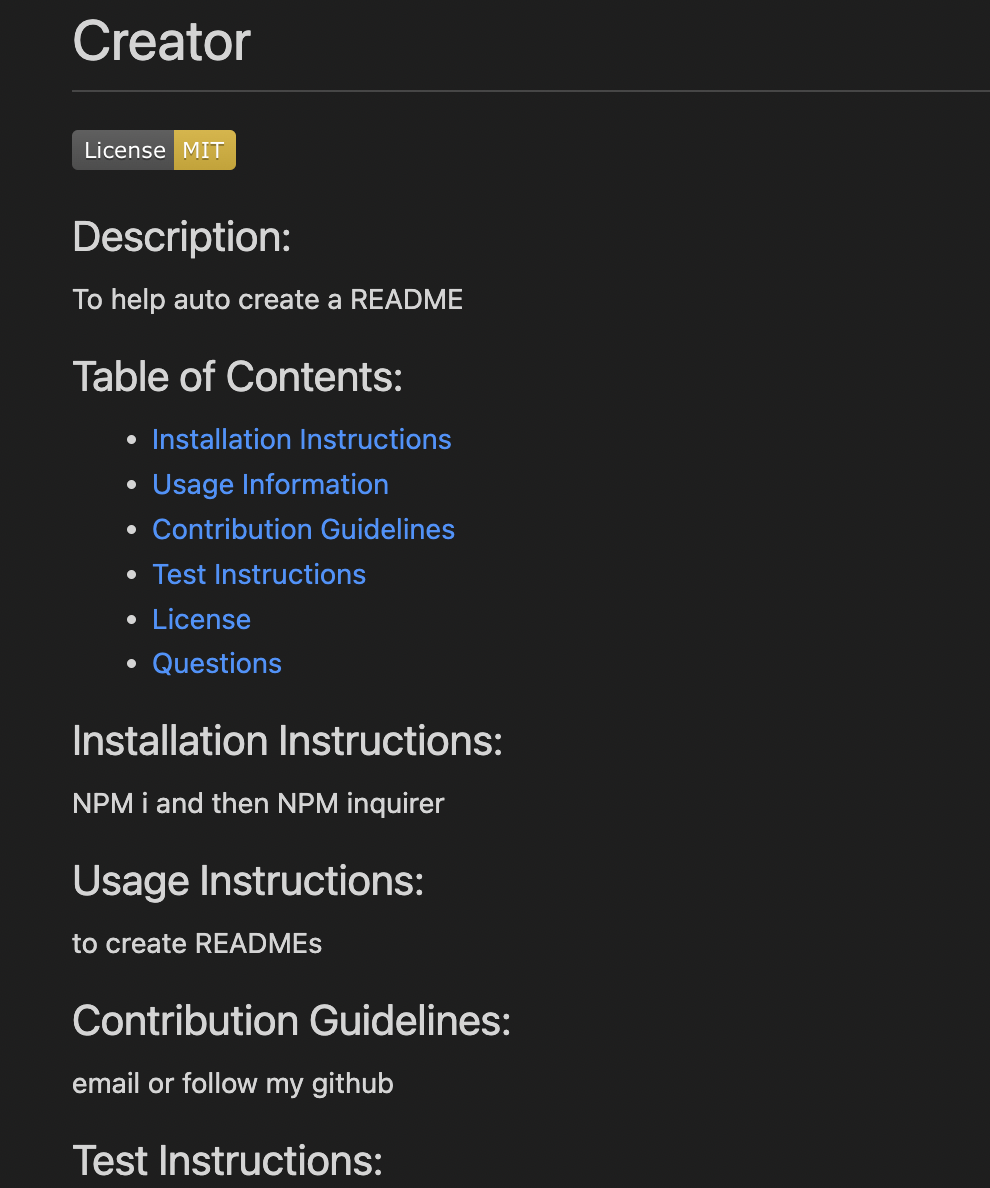 Creator
License MIT
Description:
To help auto create a README
Table of Contents:
Installation Instructions
Usage Information
Contribution Guidelines
Test Instructions
License
Questions
Installation Instructions:
NPM i and then NPM inquirer
Usage Instructions:
to create READMEs
Contribution Guidelines:
email or follow my github
Test Instructions: